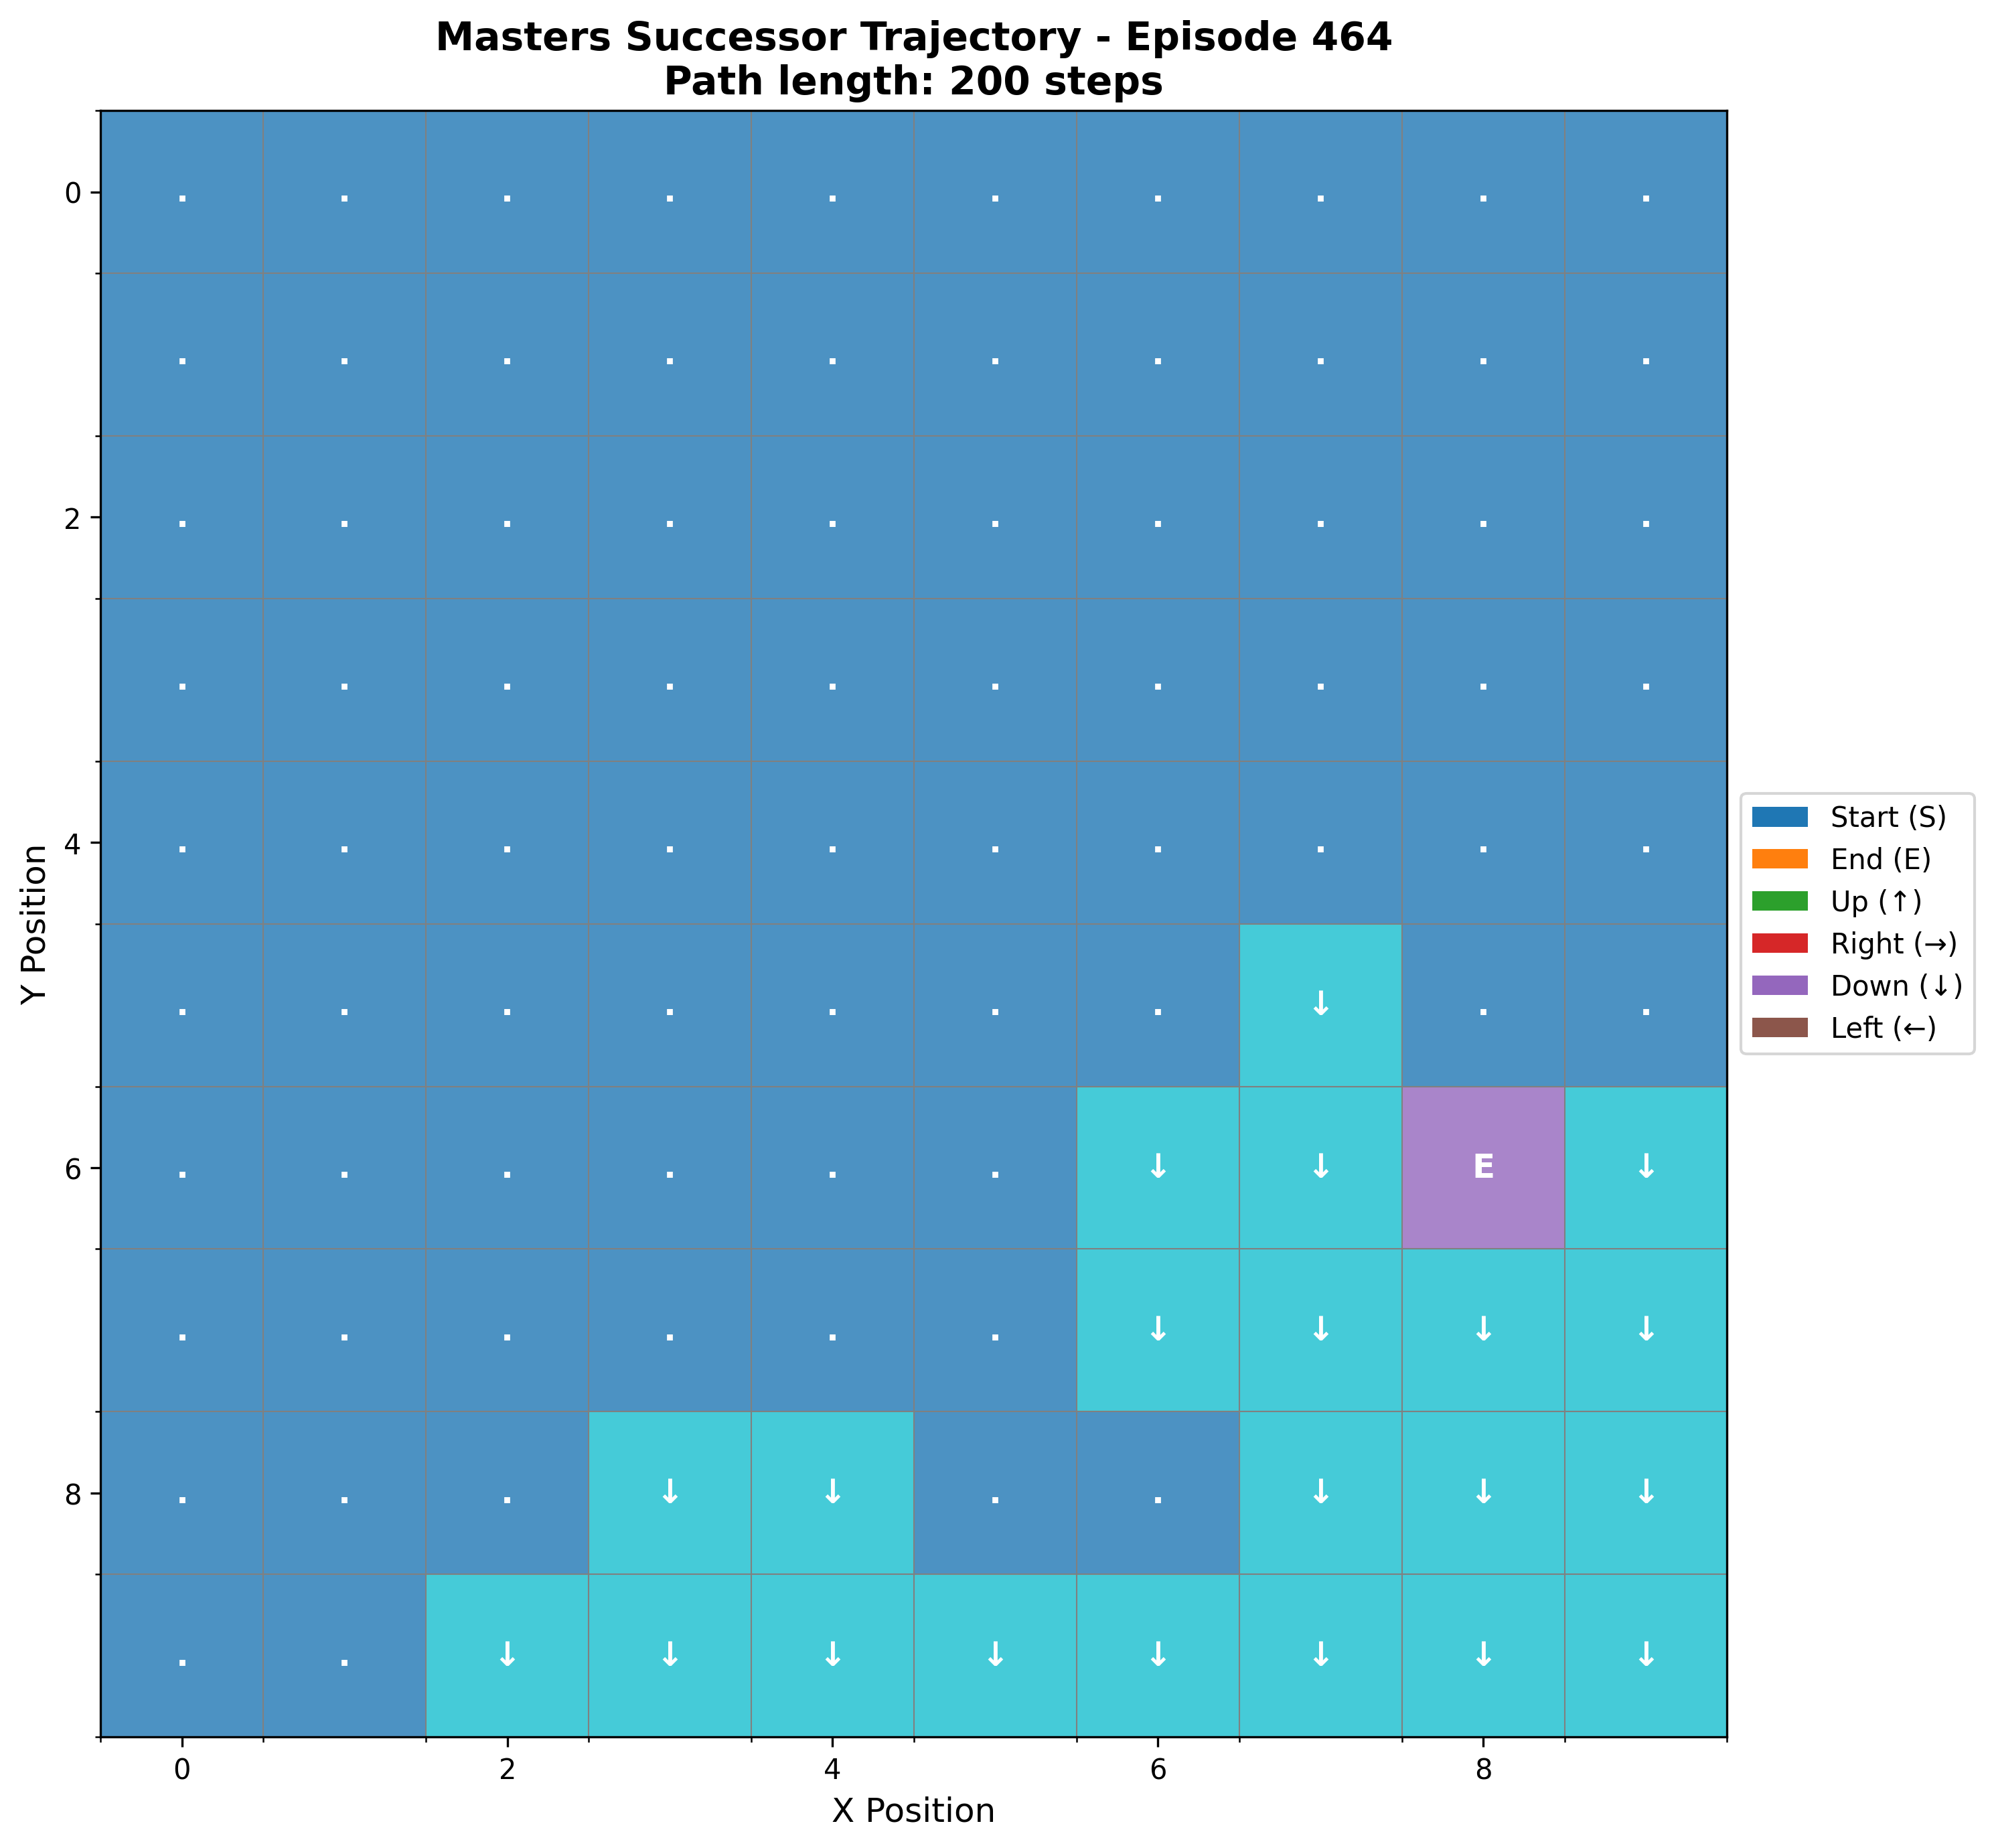 Masters Successor Trajectory - Episode 464
Path length: 200 steps
0 . . . . . . . . . .
. . . . . . . . . .
2 . . . . . . . . . .
. . . . . . . . . .
4 . . . . . . . . . .
. . . . . . . ↓ . .
6 . . . . . . ↓ ↓ E ↓
. . . . . . ↓ ↓ ↓ ↓
8 . . . ↓ ↓ . . ↓ ↓ ↓
. . ↓ ↓ ↓ ↓ ↓ ↓ ↓ ↓
0 2 4 6 8
X Position
Y Position
Start (S)
End (E)
Up (↑)
Right (→)
Down (↓)
Left (←)